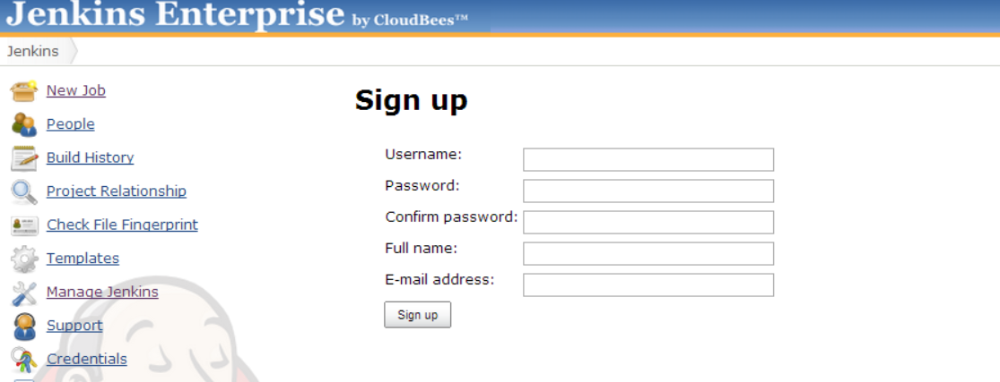 Jenkins Enterprise by CloudBees™
Jenkins
New Job
People
Build History
Project Relationship
Check File Fingerprint
Templates
Manage Jenkins
Support
Credentials
Sign up
Username:
Password:
Confirm password:
Full name:
E-mail address:
Sign up